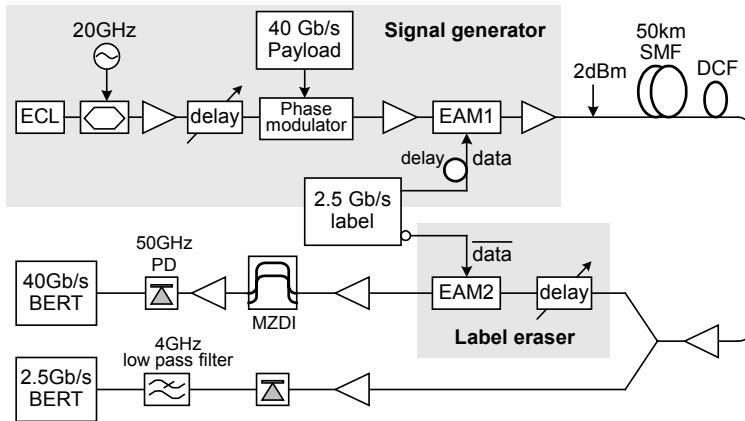 20GHz
40 Gb/s
Payload
Signal generator
50km
SMF
DCF
2dBm
ECL
delay
Phase
modulator
EAM1
delay
data
2.5 Gb/s
label
50GHz
PD
data
40Gb/s
BERT
MZDI
EAM2
delay
Label eraser
4GHz
low pass filter
2.5Gb/s
BERT